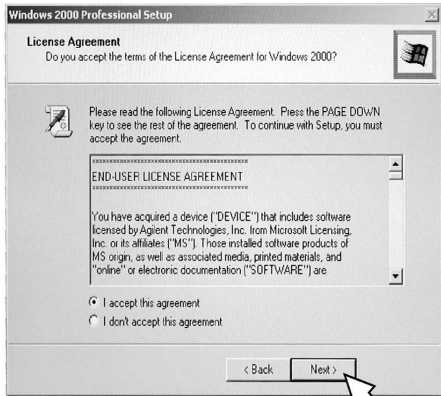 Windows 2000 Professional Setup
License Agreement
Do you accept the terms of the License Agreement for Windows 2000?
Please read the following License Agreement. Press the PAGE DOWN
key to see the rest of the agreement. To continue with Setup, you must
accept the agreement.
END-USER LICENSE AGREEMENT
You have acquired a device ("DEVICE") that includes software
licensed by Agilent Technologies, Inc. from Microsoft Licensing,
Inc. or its affiliates ("MS"). Those installed software products of
MS origin, as well as associated media, printed materials, and
"online" or electronic documentation ("SOFTWARE") are
I accept this agreement
I don't accept this agreement
< Back
Next >